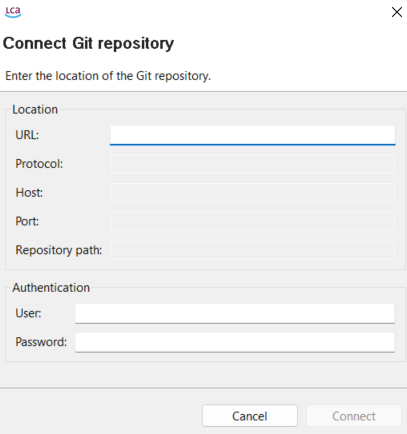 LCA
Connect Git repository
Enter the location of the Git repository.
Location
URL:
Protocol:
Host:
Port:
Repository path:
Authentication
User:
Password:
Cancel
Connect